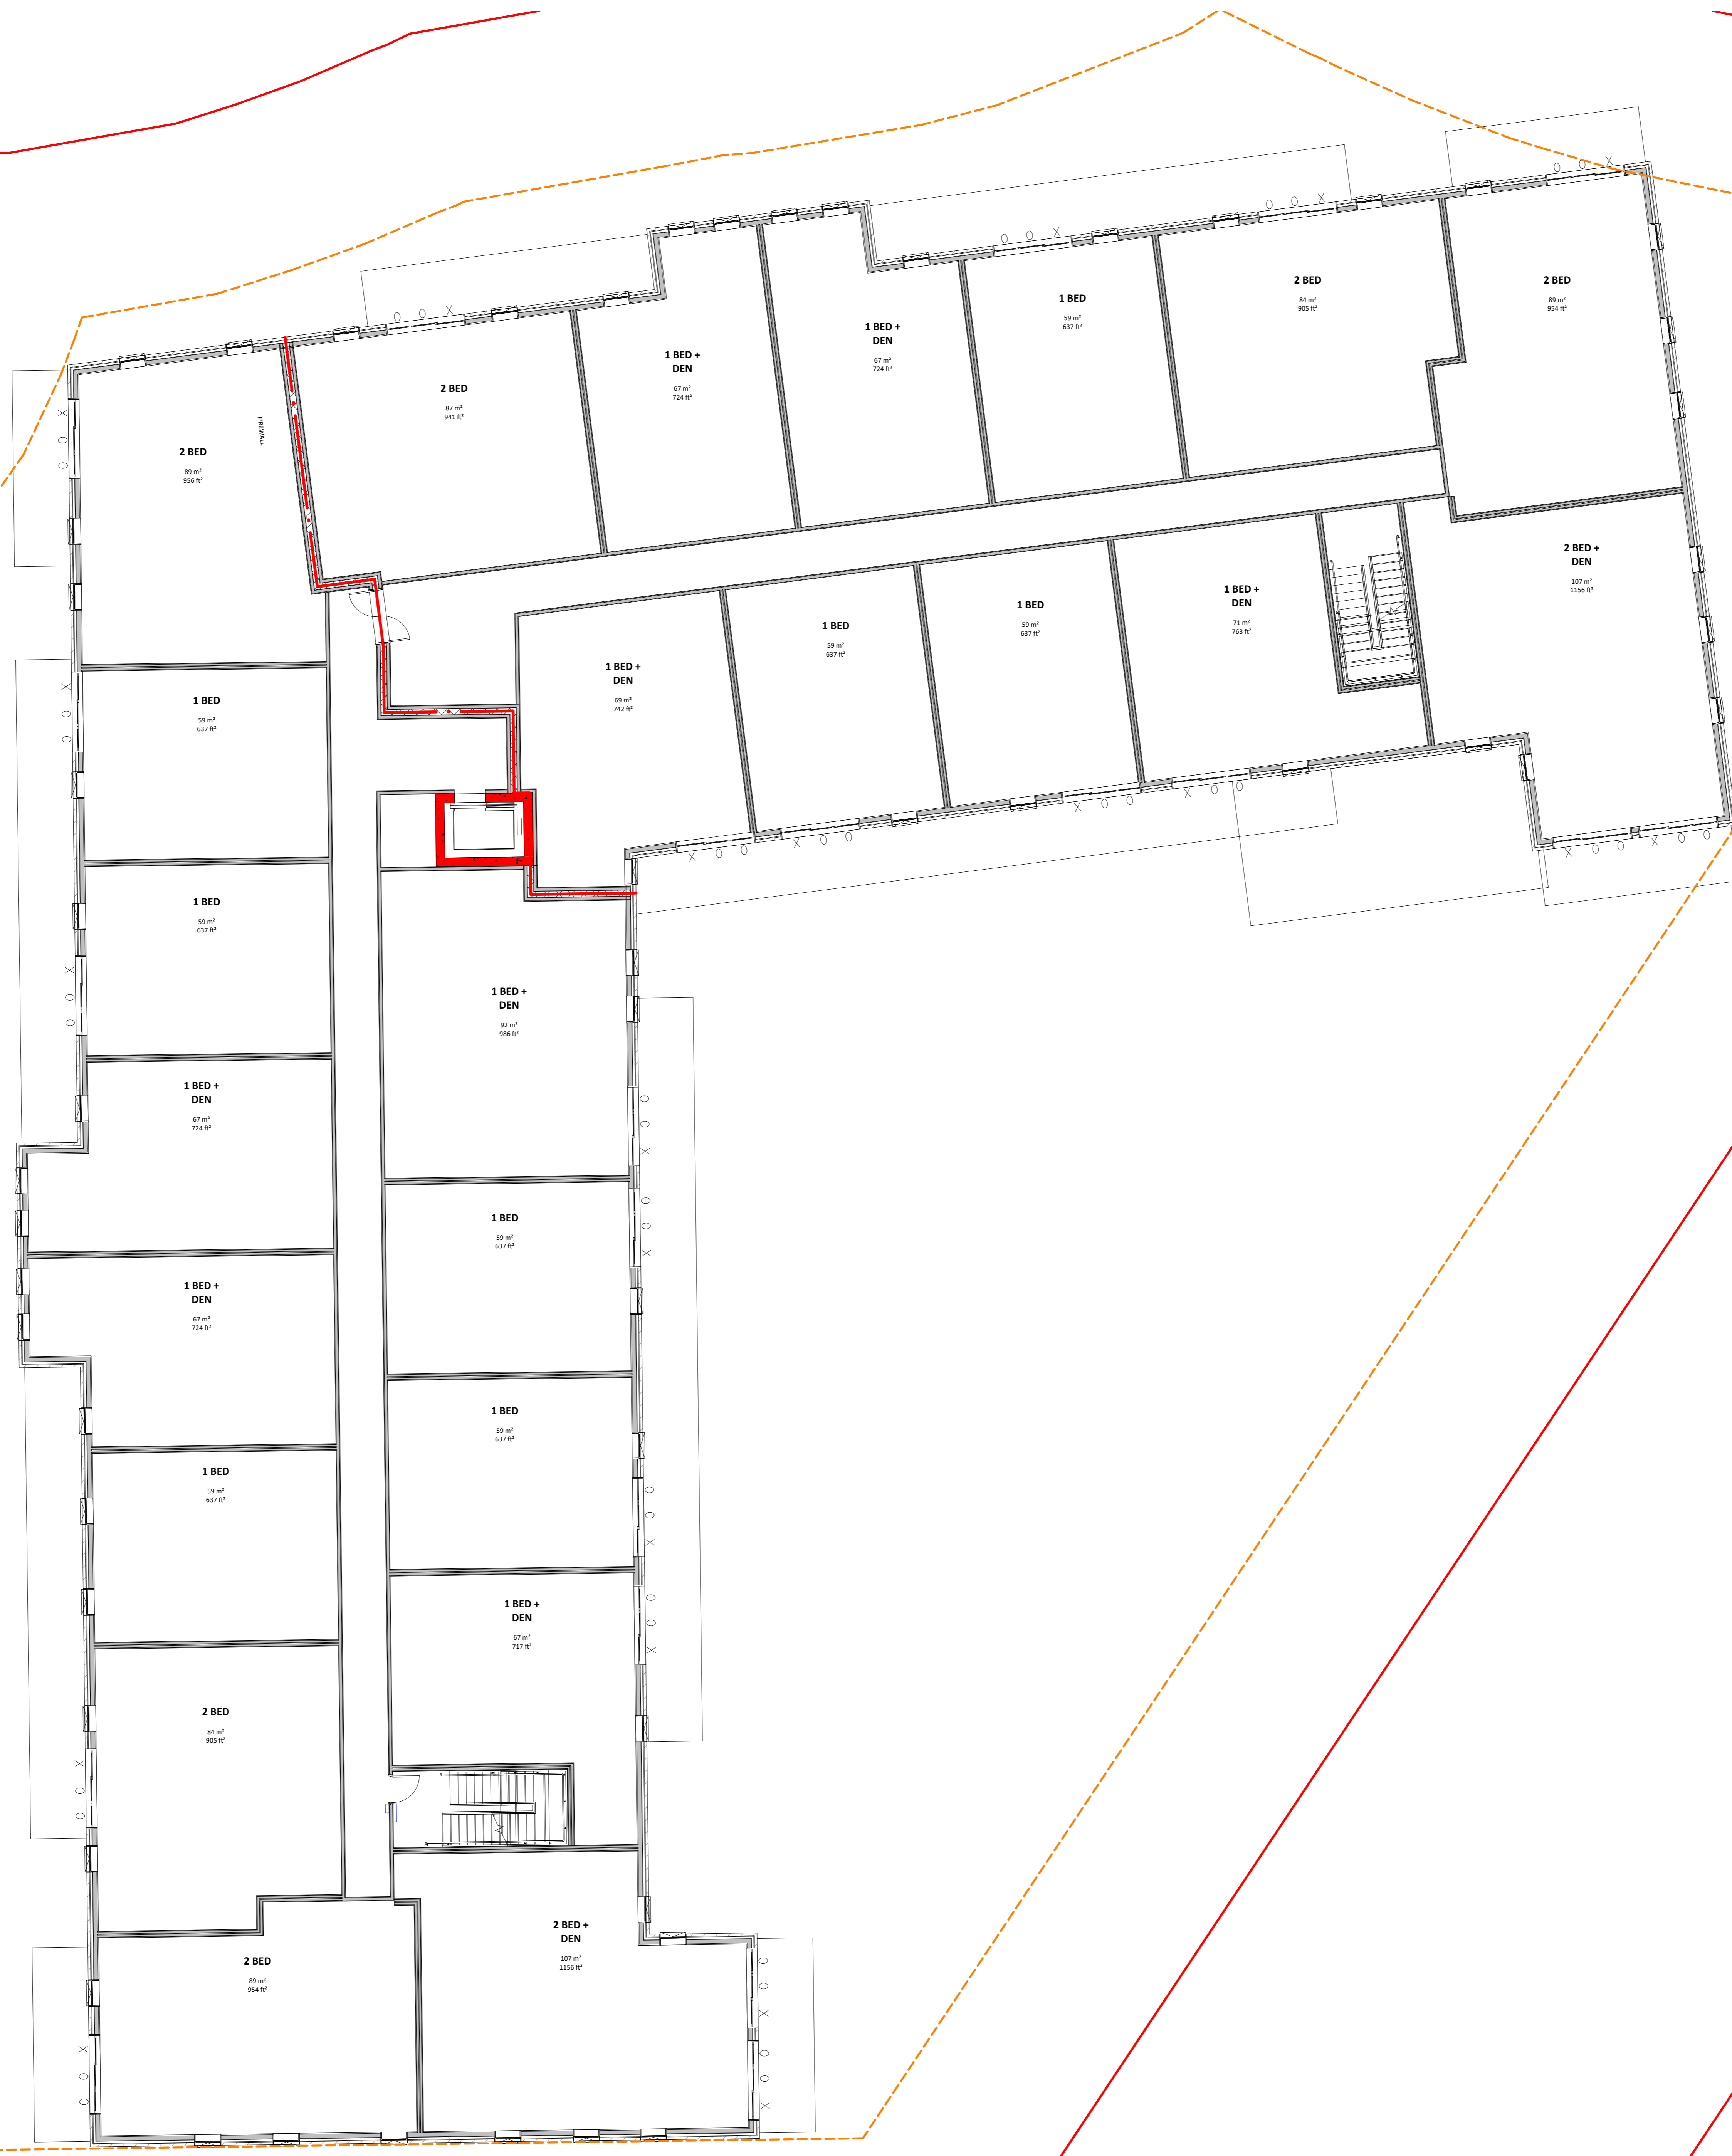 2 BED
89 m²
954 ft²
2 BED
84 m²
905 ft²
1 BED
59 m²
637 ft²
1 BED +
DEN
67 m²
724 ft²
1 BED +
DEN
67 m²
724 ft²
2 BED
87 m²
941 ft²
FIREWALL
2 BED
89 m²
956 ft²
2 BED +
DEN
107 m²
1156 ft²
1 BED +
DEN
71 m²
763 ft²
1 BED
59 m²
637 ft²
1 BED
59 m²
637 ft²
1 BED +
DEN
69 m²
742 ft²
1 BED
59 m²
637 ft²
1 BED
59 m²
637 ft²
1 BED +
DEN
92 m²
986 ft²
1 BED +
DEN
67 m²
724 ft²
1 BED
59 m²
637 ft²
1 BED +
DEN
67 m²
724 ft²
1 BED
59 m²
637 ft²
1 BED
59 m²
637 ft²
1 BED +
DEN
67 m²
717 ft²
2 BED
84 m²
905 ft²
2 BED +
DEN
107 m²
1156 ft²
2 BED
89 m²
954 ft²